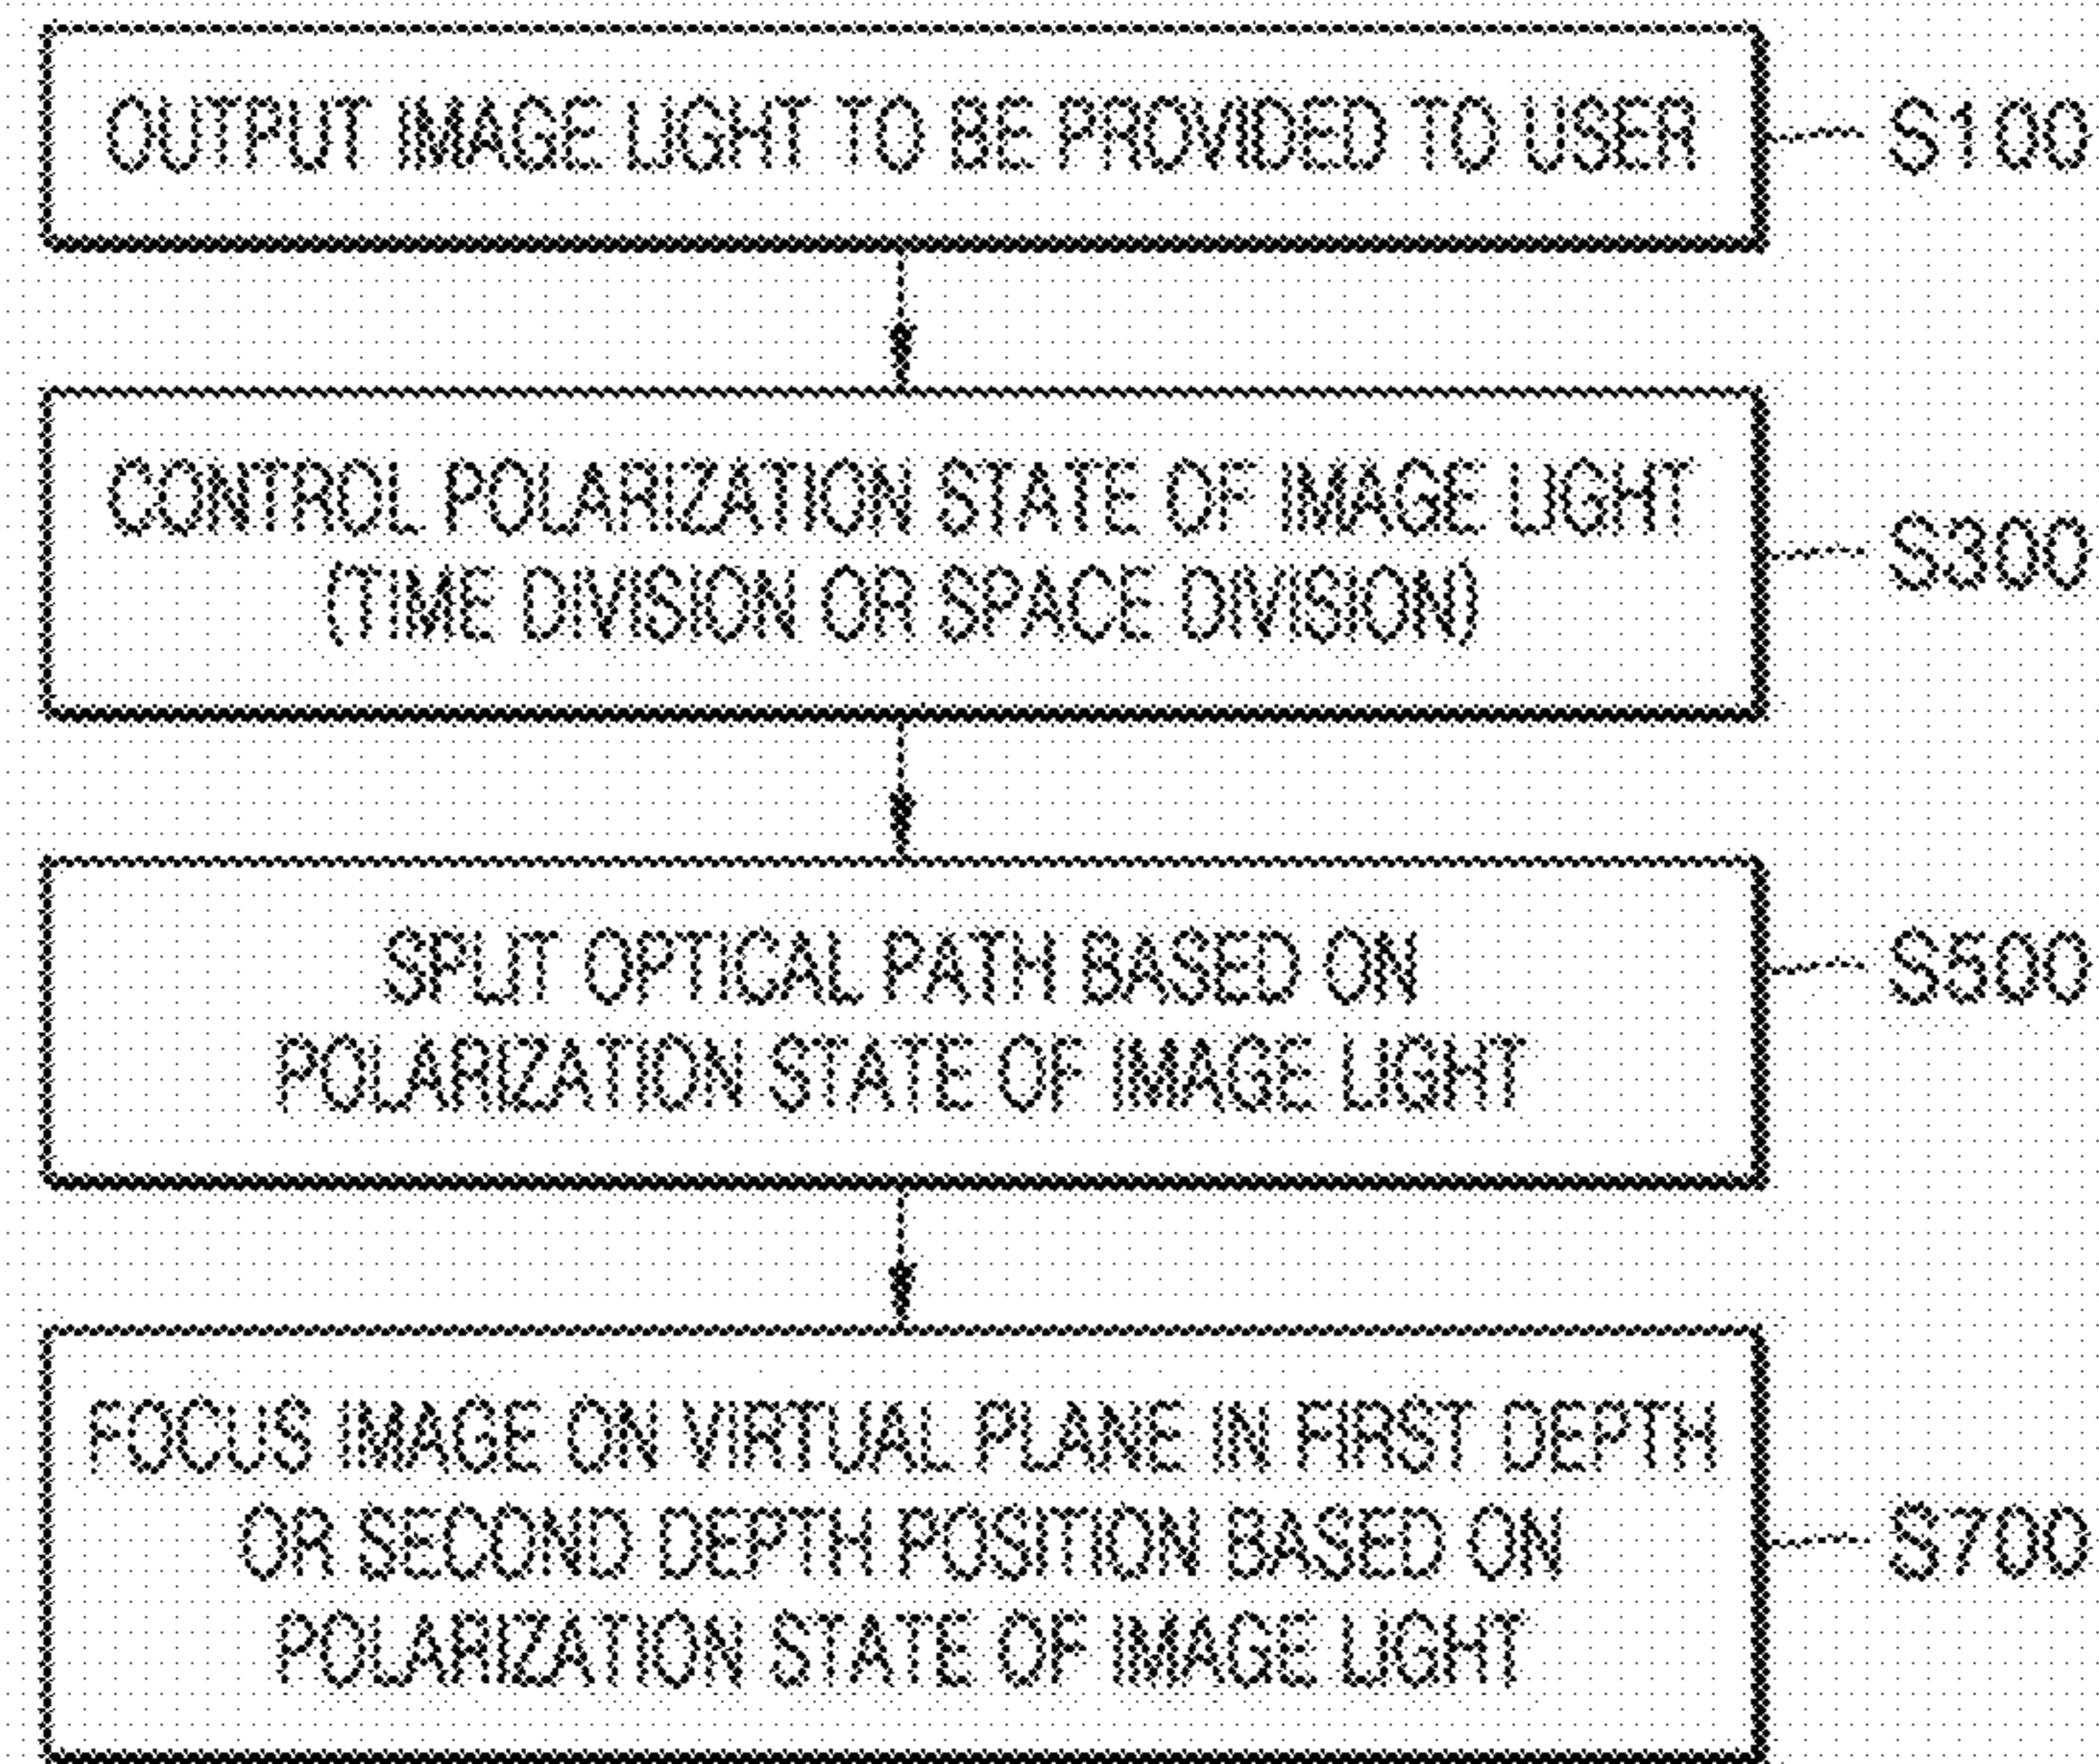 OUTPUT IMAGE LIGHT TO BE PROVIDED TO USER
S100
CONTROL POLARIZATION STATE OF IMAGE LIGHT
(TIME DIVISION OR SPACE DIVISION)
S300
SPLIT OPTICAL PATH BASED ON
POLARIZATION STATE OF IMAGE LIGHT
S500
FOCUS IMAGE ON VIRTUAL PLANE IN FIRST DEPTH
OR SECOND DEPTH POSITION BASED ON
POLARIZATION STATE OF IMAGE LIGHT
S700